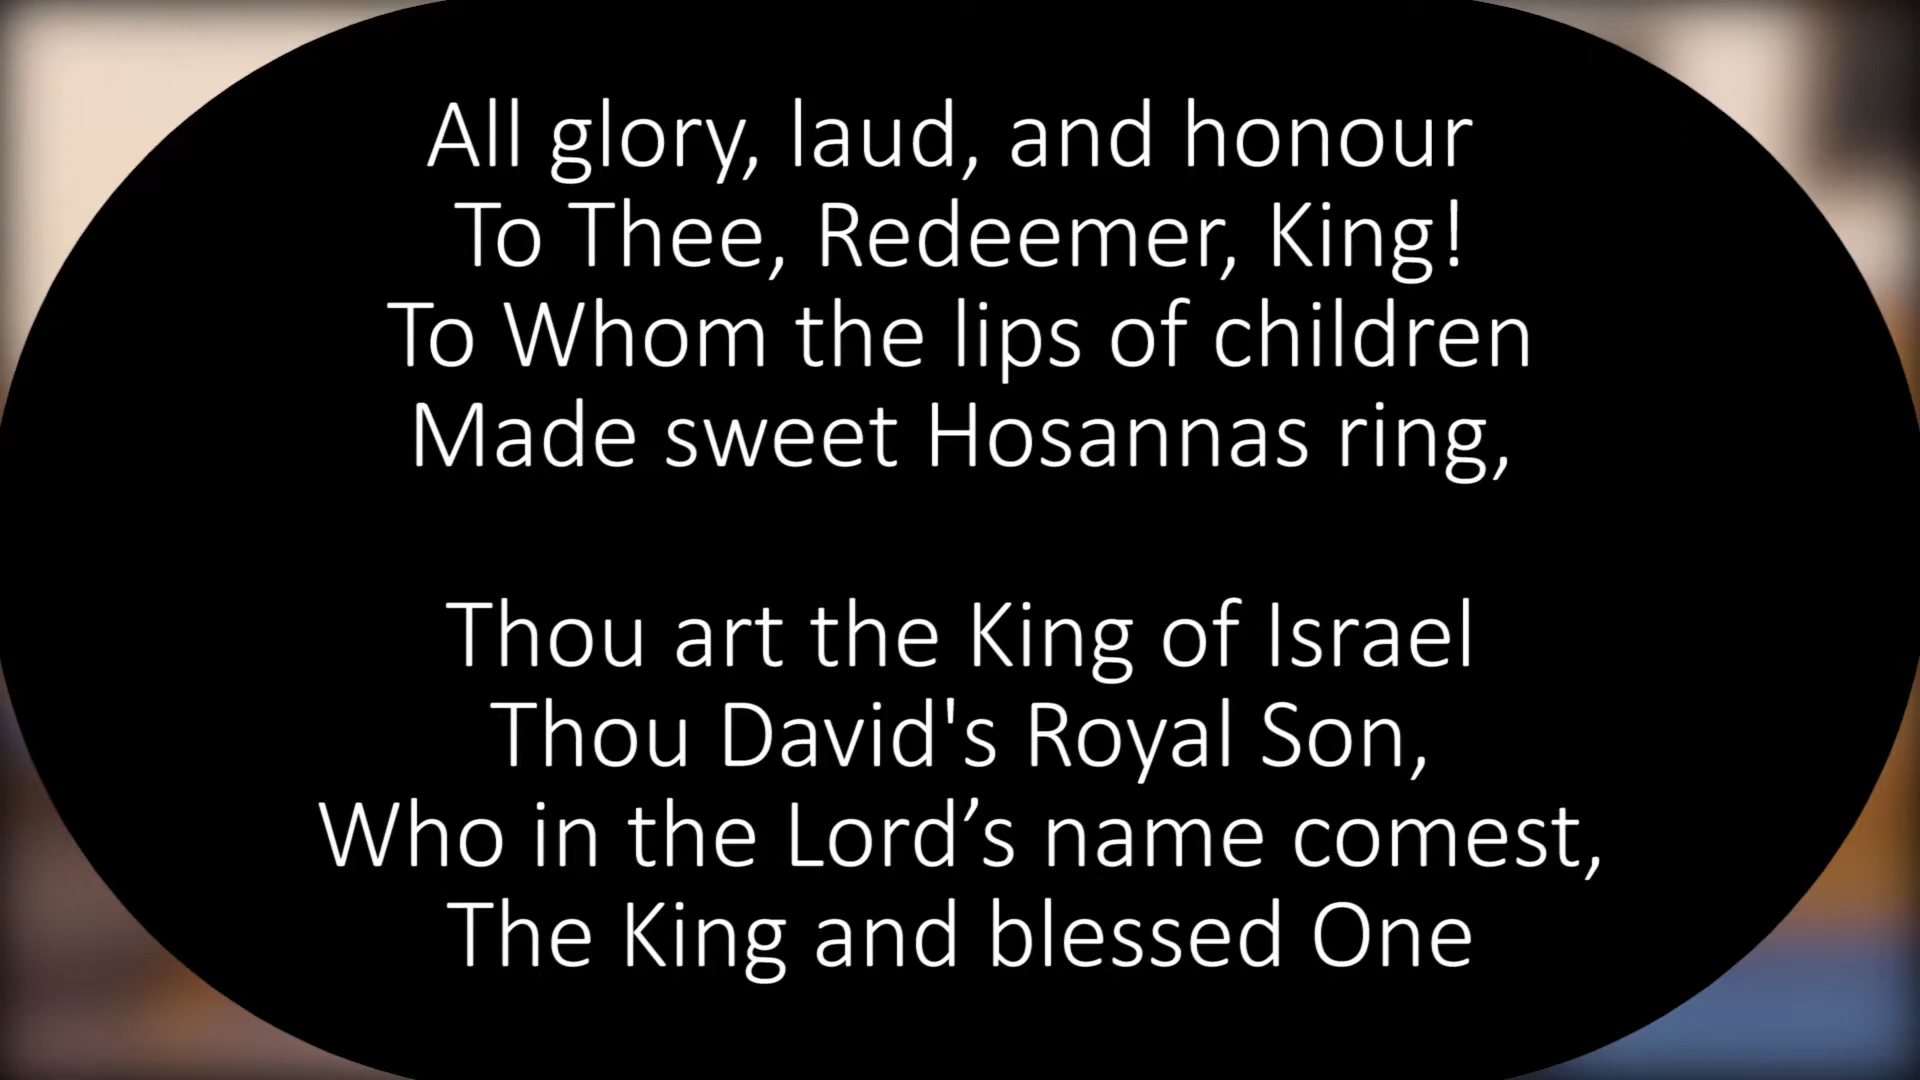 All glory, laud, and honour
To Thee, Redeemer, King!
To Whom the lips of children
Made sweet Hosannas ring,
Thou art the King of Israel
Thou David's Royal Son,
Who in the Lord’s name comest,
The King and blessed One